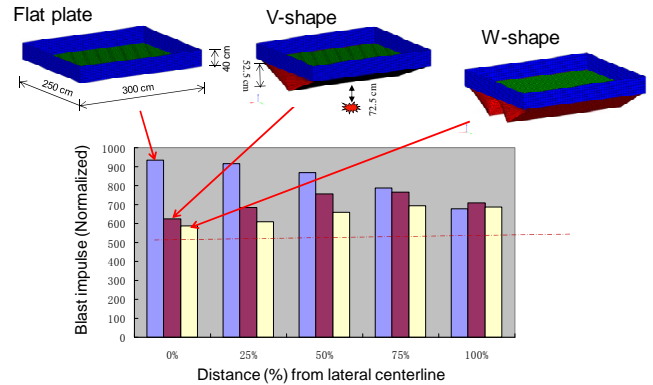 Flat plate
V-shape
W-shape
40 cm
250 cm
300 cm
52.5 cm
72.5 cm
Blast impulse (Normalized)
1000
900
800
700
600
500
400
300
200
100
0
0%
25%
50%
75%
100%
Distance (%) from lateral centerline